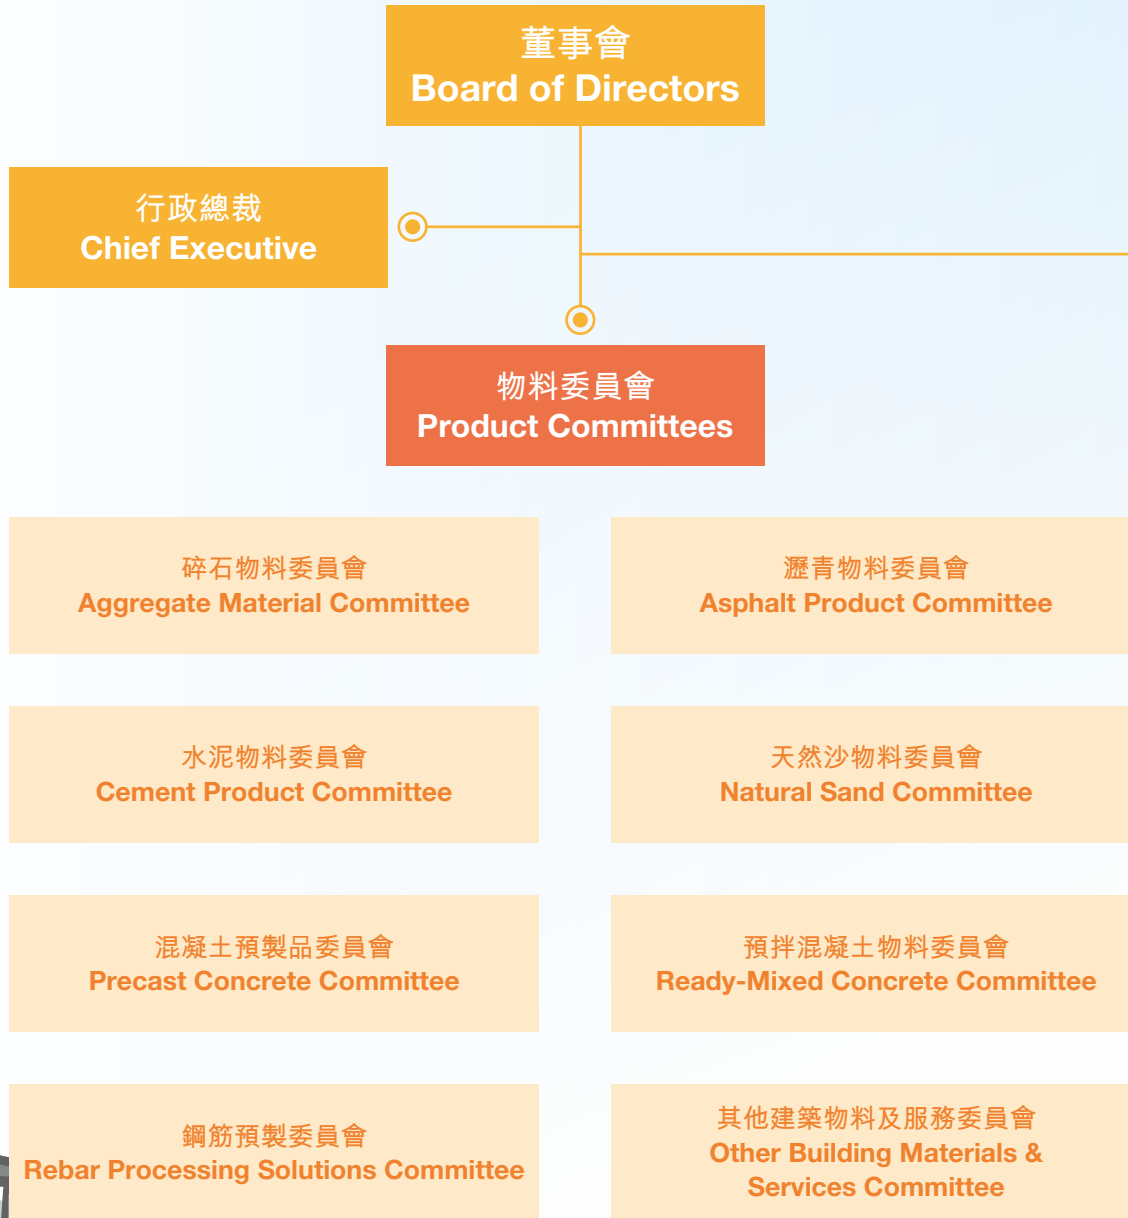 董事會
Board of Directors
行政總裁
Chief Executive
物料委員會
Product Committees
碎石物料委員會
Aggregate Material Committee
瀝青物料委員會
Asphalt Product Committee
水泥物料委員會
Cement Product Committee
天然沙物料委員會
Natural Sand Committee
混凝土預製品委員會
Precast Concrete Committee
預拌混凝土物料委員會
Ready-Mixed Concrete Committee
鋼筋預製委員會
Rebar Processing Solutions Committee
其他建築物料及服務委員會
Other Building Materials &
Services Committee